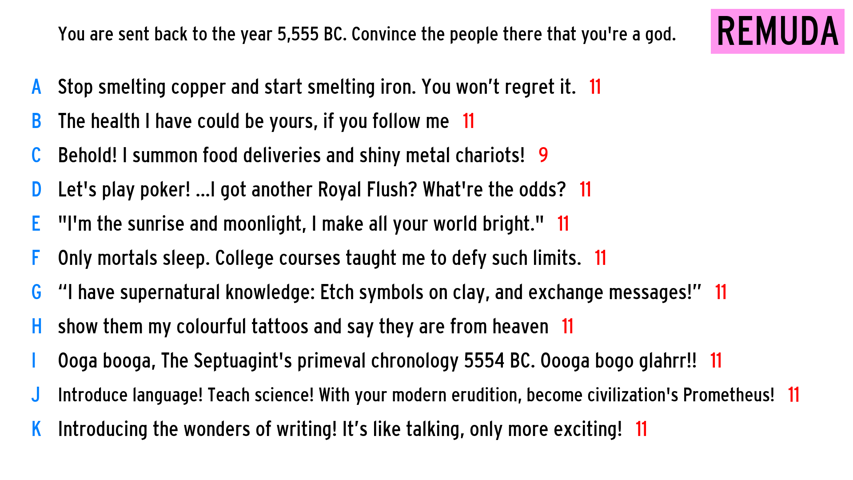 You are sent back to the year 5,555 BC. Convince the people there that you're a god.
REMUDA
A Stop smelting copper and start smelting iron. You won’t regret it. 11
B The health I have could be yours, if you follow me 11
C Behold! I summon food deliveries and shiny metal chariots! 9
D Let's play poker! ...I got another Royal Flush? What're the odds? 11
E "I'm the sunrise and moonlight, I make all your world bright." 11
F Only mortals sleep. College courses taught me to defy such limits. 11
G “I have supernatural knowledge: Etch symbols on clay, and exchange messages!” 11
H show them my colourful tattoos and say they are from heaven 11
I Ooga booga, The Septuagint's primeval chronology 5554 BC. Oooga bogo glahrr!! 11
J Introduce language! Teach science! With your modern erudition, become civilization's Prometheus! 11
K Introducing the wonders of writing! It’s like talking, only more exciting! 11